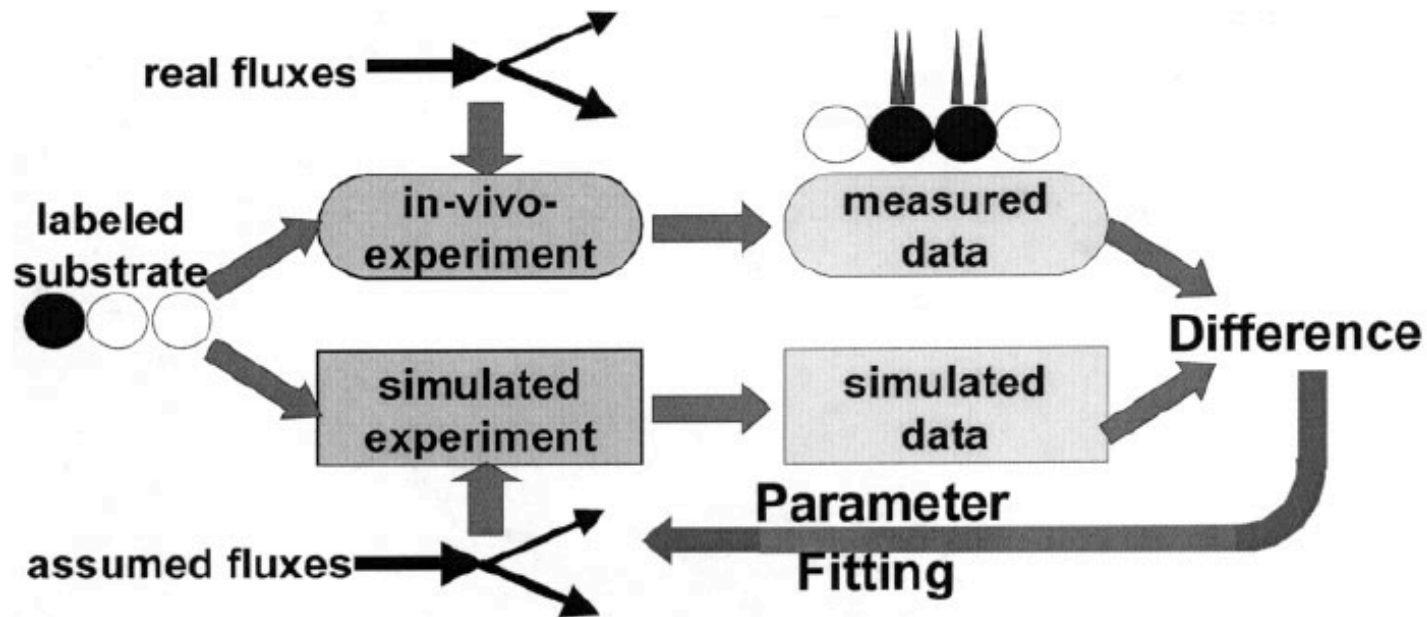 real fluxes
labeled
substrate
in-vivo-
experiment
measured
data
Difference
simulated
experiment
simulated
data
Parameter
Fitting
assumed fluxes